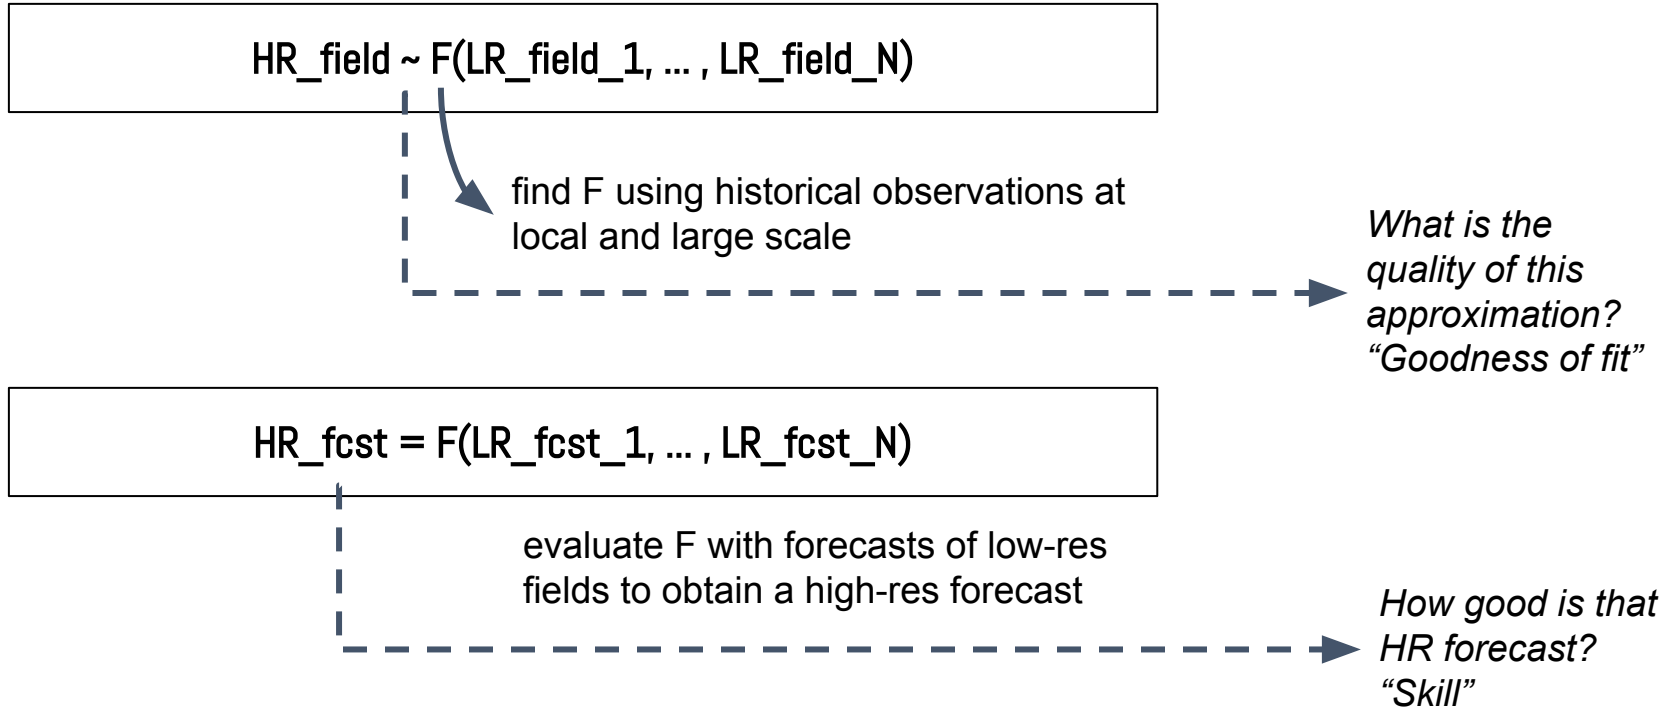 HR_field ~ F(LR_field_1, ... , LR_field_N)
find F using historical observations at
local and large scale
What is the
quality of this
approximation?
“Goodness of fit”
HR_fcst = F(LR_fcst_1, ... , LR_fcst_N)
evaluate F with forecasts of low-res
fields to obtain a high-res forecast
How good is that
HR forecast?
“Skill”